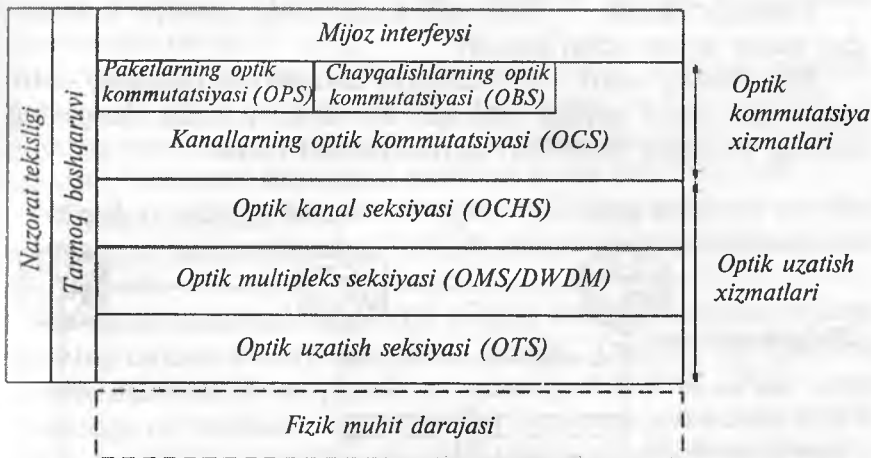 Nazorat tekisligi
Tarmoq boshqaruvi
Mijoz interfeysi
Paketlarning optik
kommutatsiyasi (OPS)
Chayqalishlarning optik
kommutatsiyasi (OBS)
Kanallarning optik kommutatsiyasi (OCS)
Optik kanal seksiyasi (OCHS)
Optik multipleks seksiyasi (OMS/DWDM)
Optik uzatish seksiyasi (OTS)
Fizik muhit darajasi
Optik
kommutatsiya
xizmatlari
Optik uzatish
xizmatlari